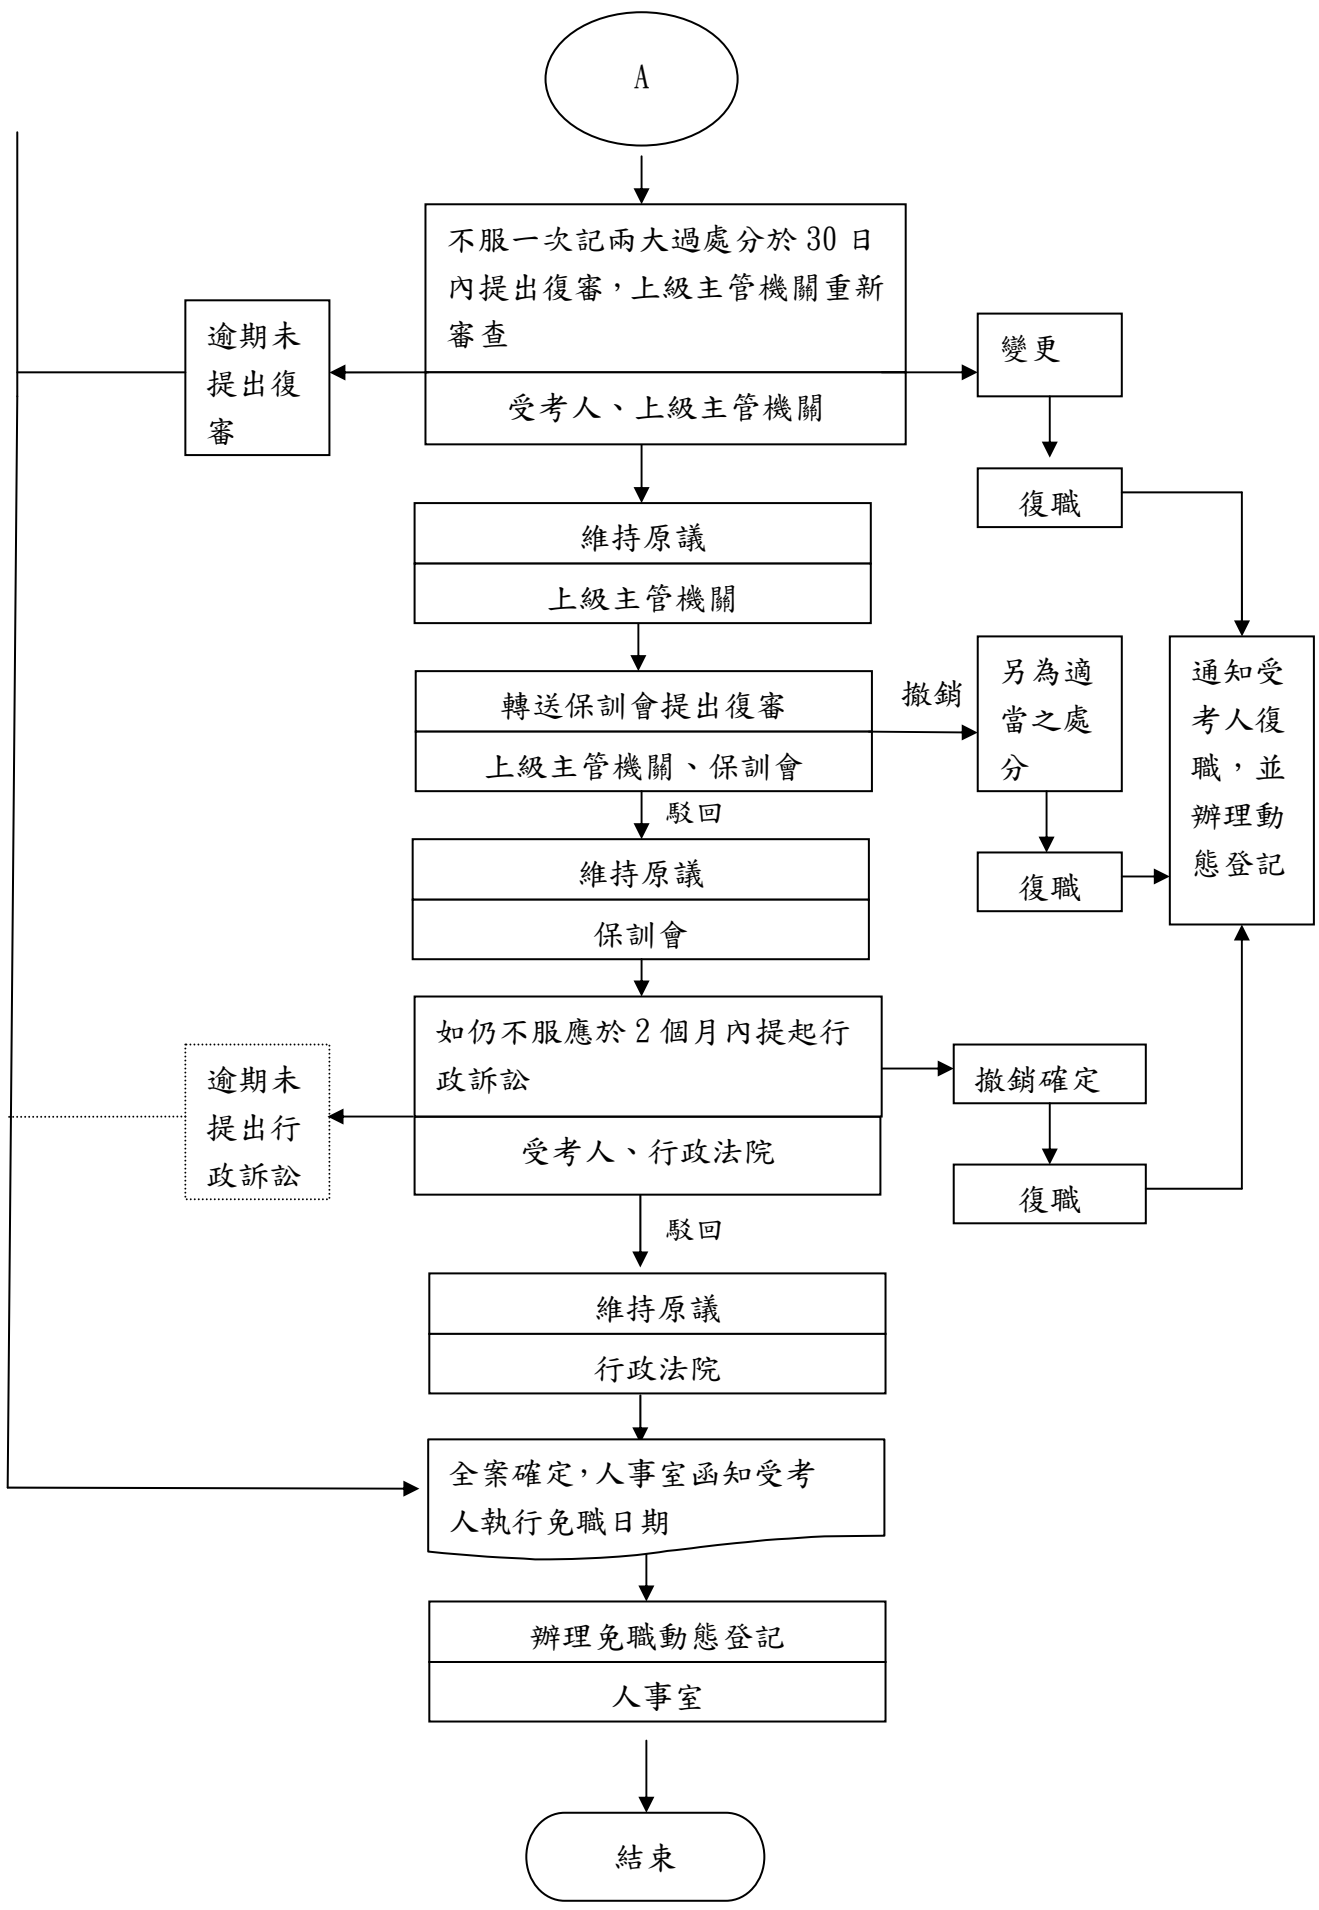 A
不服一次記兩大過處分於 30 日
內提出復審，上級主管機關重新
審查
受考人、上級主管機關
逾期未
提出復
審
變更
復職
維持原議
上級主管機關
轉送保訓會提出復審
上級主管機關、保訓會
撤銷
另為適
當之處
分
復職
通知受
考人復
職，並
辦理動
態登記
駁回
維持原議
保訓會
如仍不服應於 2 個月內提起行
政訴訟
受考人、行政法院
逾期未
提出行
政訴訟
撤銷確定
復職
駁回
維持原議
行政法院
全案確定，人事室函知受考
人執行免職日期
辦理免職動態登記
人事室
結束